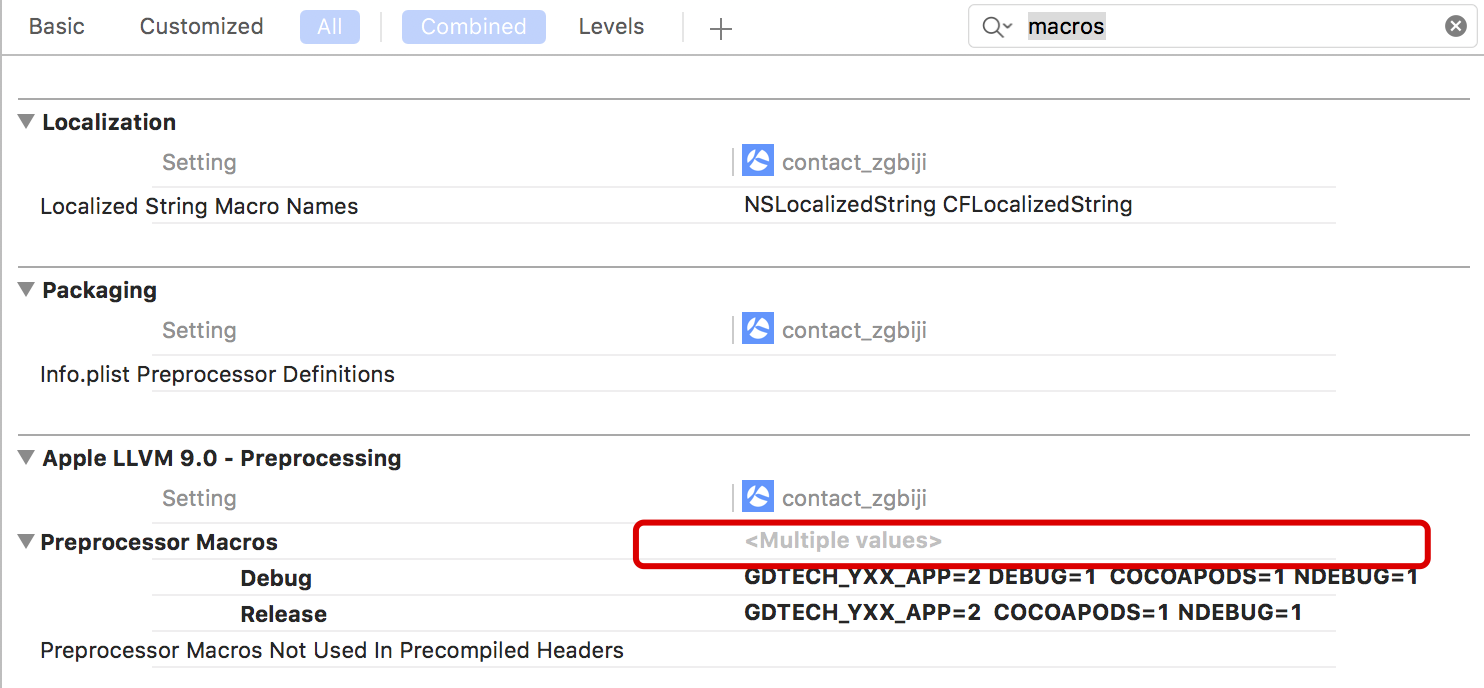 Basic Customized All Combined Levels macros
Localization
Setting contact_zgbiji
Localized String Macro Names NSLocalizedString CFLocalizedString
Packaging
Setting contact_zgbiji
Info.plist Preprocessor Definitions
Apple LLVM 9.0 - Preprocessing
Setting contact_zgbiji
Preprocessor Macros <Multiple values>
Debug GDTECH_YXX_APP=2 DEBUG=1  COCOAPODS=1 NDEBUG=1
Release GDTECH_YXX_APP=2  COCOAPODS=1 NDEBUG=1
Preprocessor Macros Not Used In Precompiled Headers